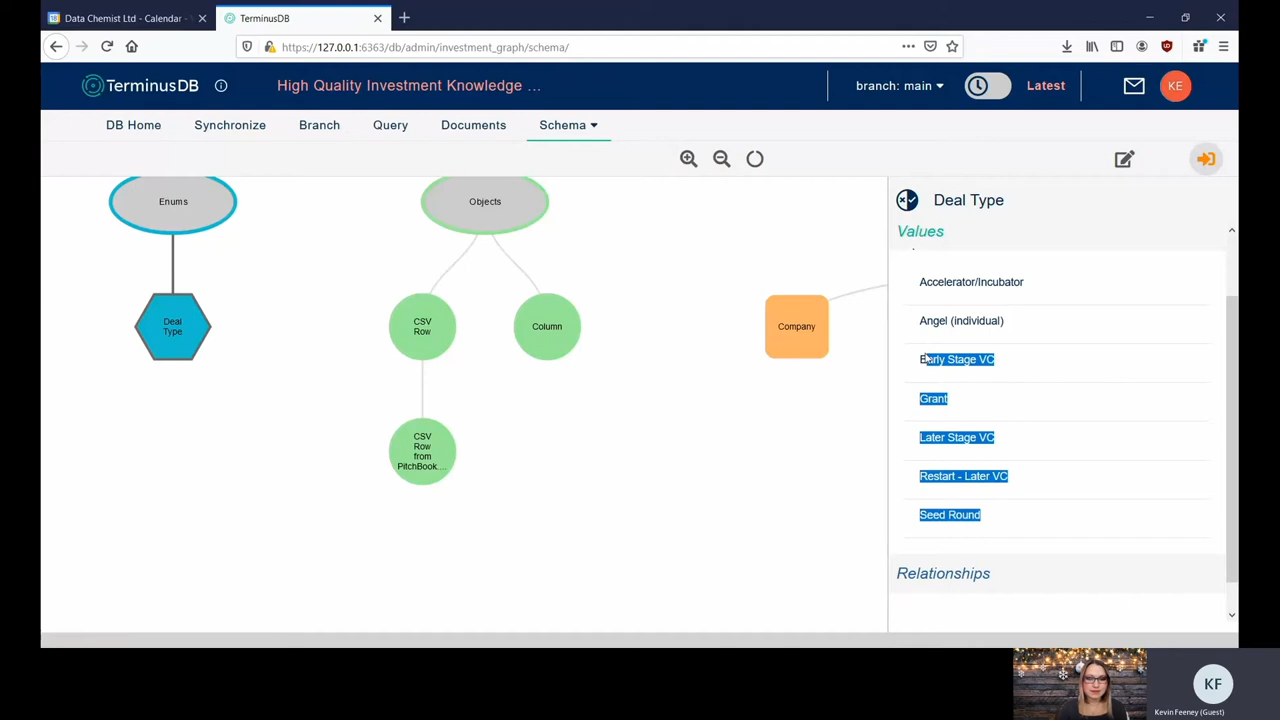 Data Chemist Ltd - Calendar -
TerminusDB
https://127.0.0.1:6363/db/admin/investment_graph/schema/
TerminusDB
High Quality Investment Knowledge ...
branch: main
Latest
KE
DB Home
Synchronize
Branch
Query
Documents
Schema
Enums
Objects
Deal
Type
CSV
Row
Column
Company
CSV
Row
from
PitchBook....
Deal Type
Values
Accelerator/Incubator
Angel (individual)
Early Stage VC
Grant
Later Stage VC
Restart - Later VC
Seed Round
Relationships
KF
Kevin Feeney (Guest)